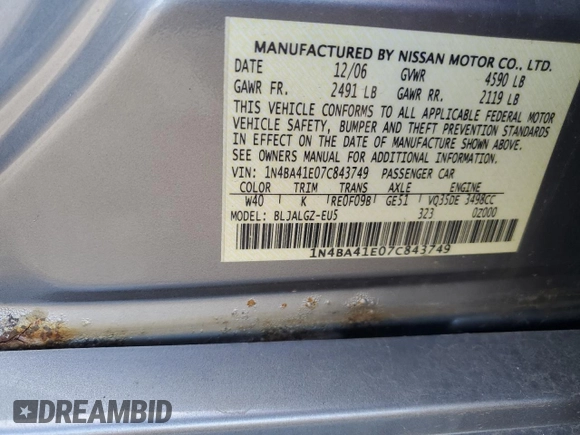 MANUFACTURED BY NISSAN MOTOR CO., LTD.
DATE 12/06 GVWR 4590 LB
GAWR FR. 2491 LB GAWR RR. 2119 LB
THIS VEHICLE CONFORMS TO ALL APPLICABLE FEDERAL MOTOR
VEHICLE SAFETY, BUMPER AND THEFT PREVENTION STANDARDS
IN EFFECT ON THE DATE OF MANUFACTURE SHOWN ABOVE.
SEE OWNERS MANUAL FOR ADDITIONAL INFORMATION.
VIN: 1N4BA41E07C843749 PASSENGER CAR
COLOR TRIM TRANS AXLE ENGINE
W40 K RE0F09B GE51 VQ35DE 3498CC
MODEL: BLJALGZ-EU5 323 0Z000
1N4BA41E07C843749
DREAMBID